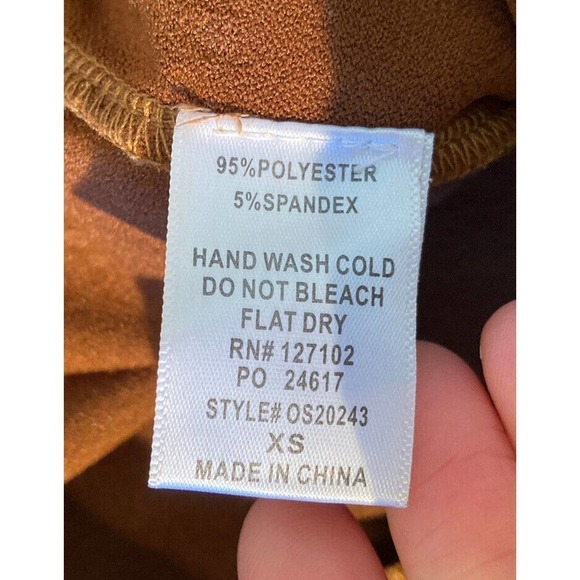 95%POLYESTER
5%SPANDEX
HAND WASH COLD
DO NOT BLEACH
FLAT DRY
RN# 127102
PO 24617
STYLE# OS20243
XS
MADE IN CHINA